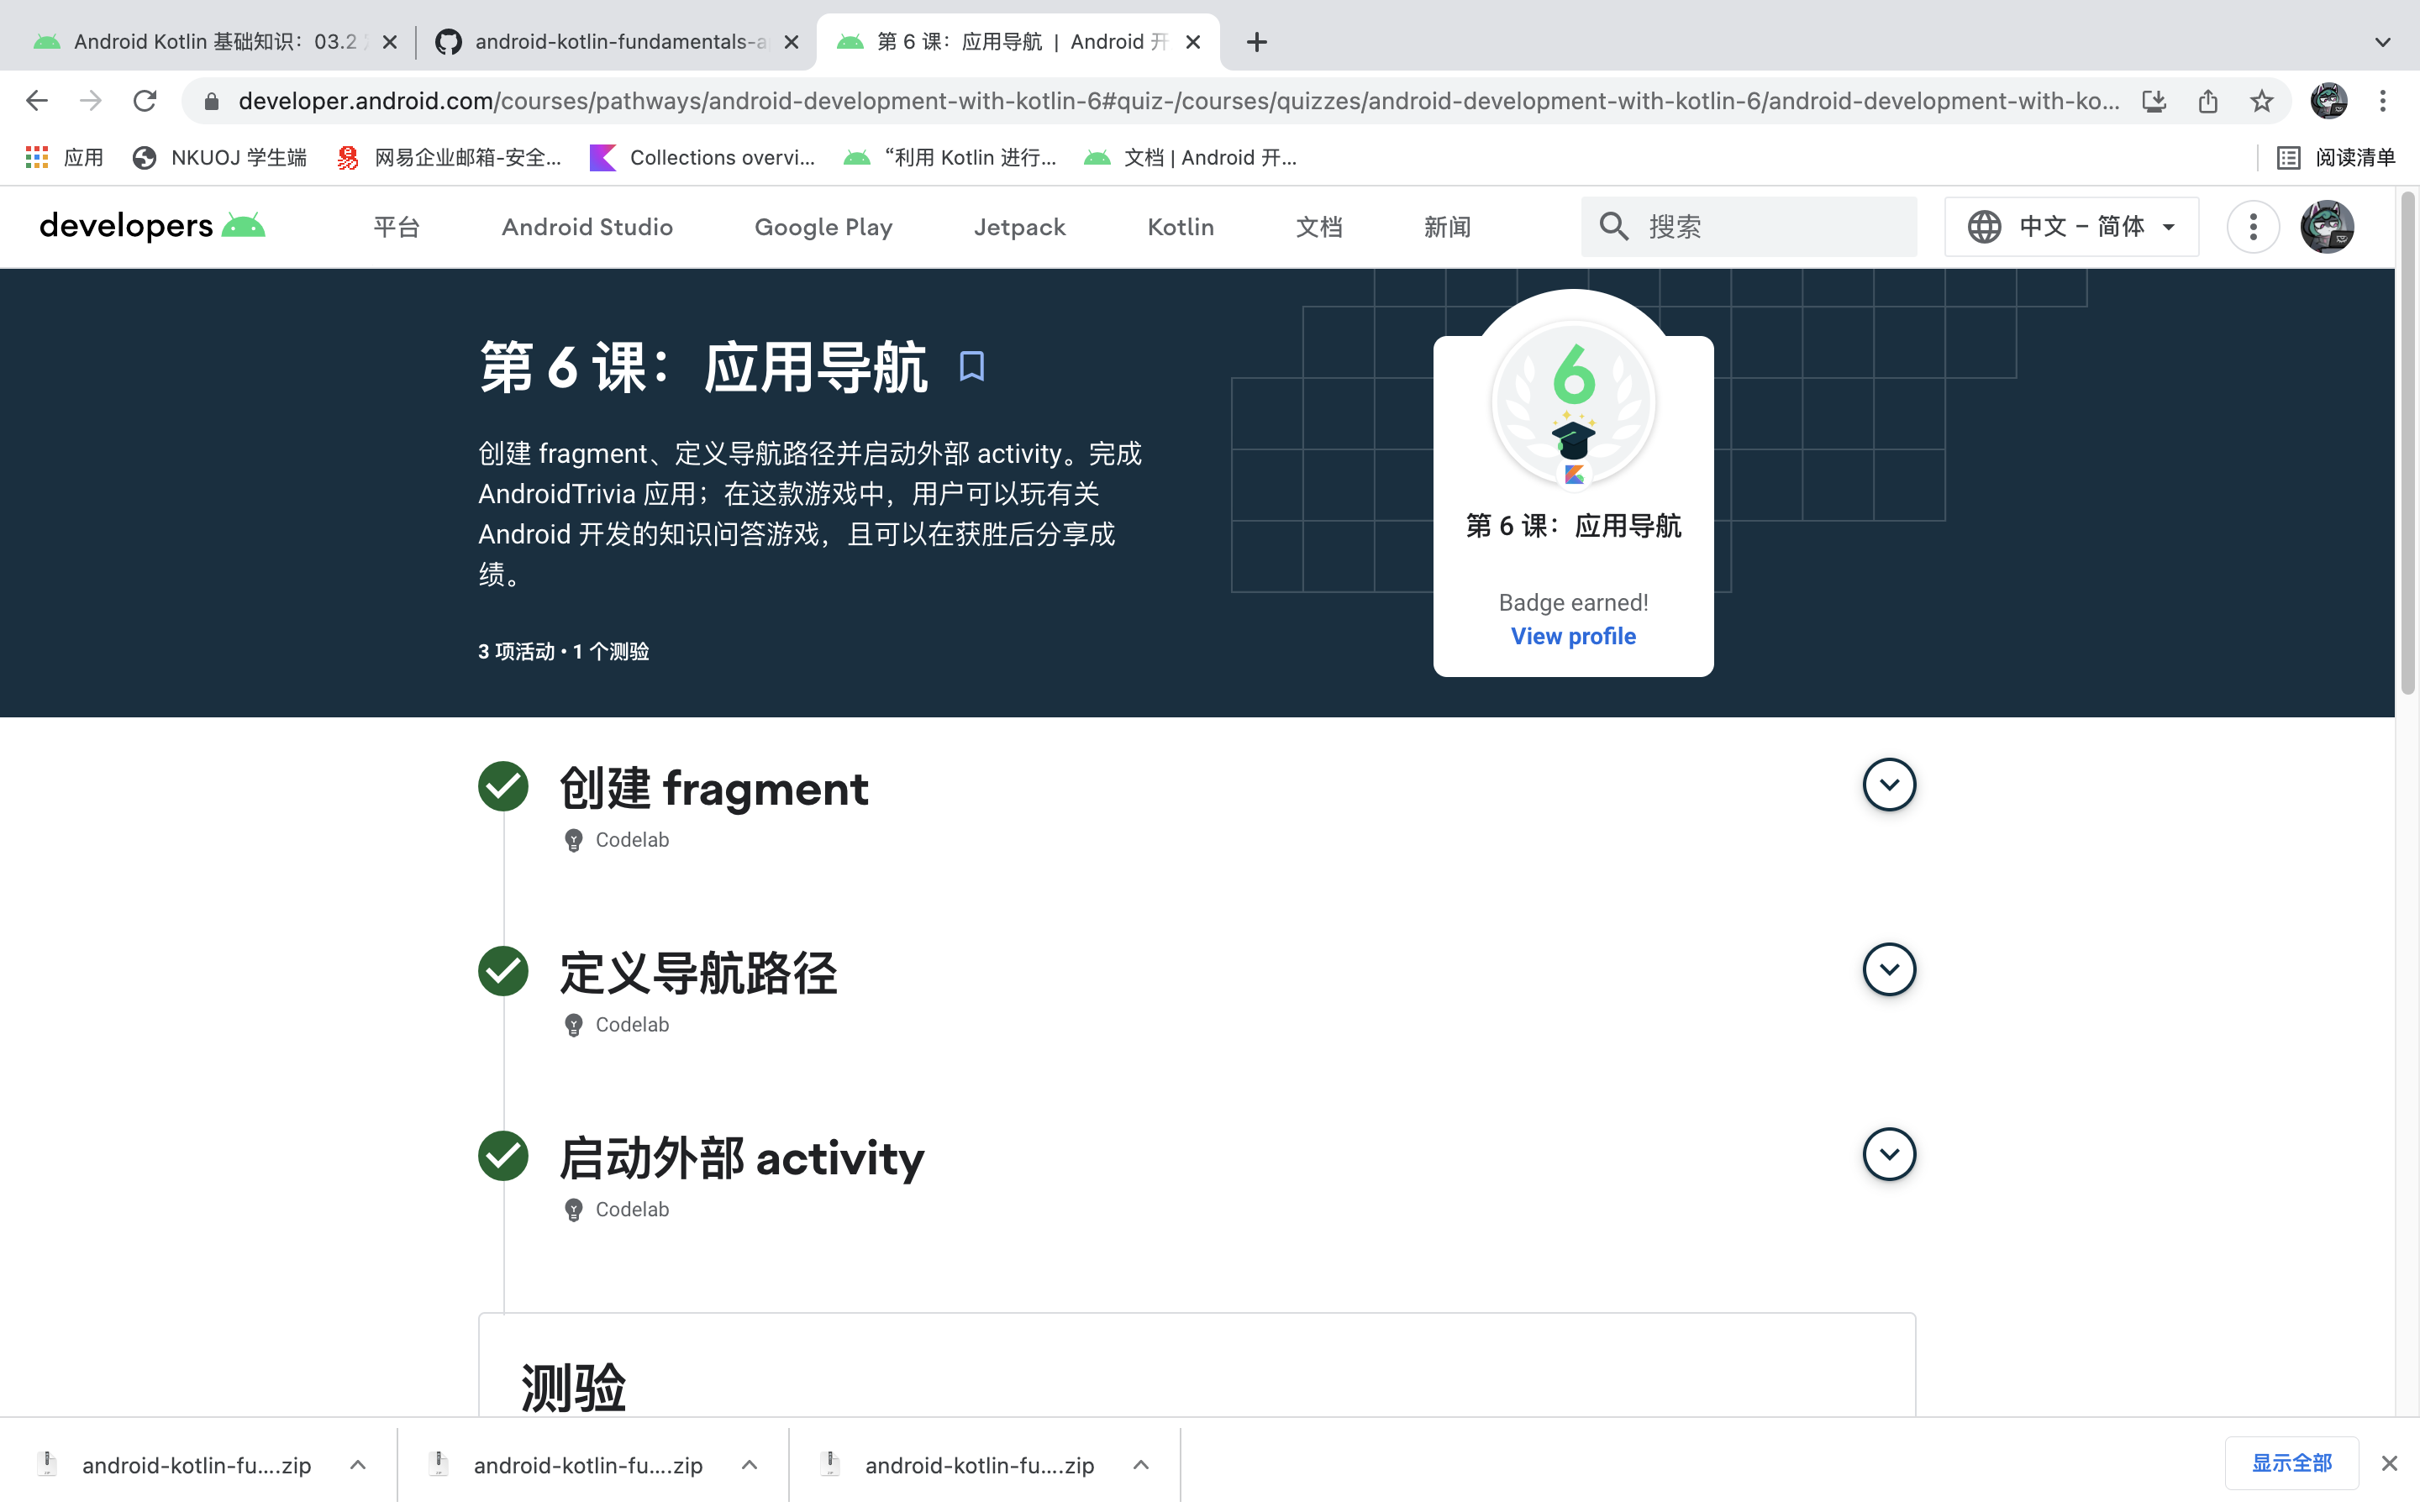 Android Kotlin 基础知识：03.2
android-kotlin-fundamentals-a
第 6 课：应用导航 | Android 开
developer.android.com/courses/pathways/android-development-with-kotlin-6#quiz-/courses/quizzes/android-development-with-kotlin-6/android-development-with-ko...
应用
NKUOJ 学生端
网易企业邮箱-安全...
Collections overvi...
“利用 Kotlin 进行...
文档 | Android 开...
阅读清单
developers
平台
Android Studio
Google Play
Jetpack
Kotlin
文档
新闻
搜索
中文 – 简体
第 6 课：应用导航
创建 fragment、定义导航路径并启动外部 activity。完成
AndroidTrivia 应用；在这款游戏中，用户可以玩有关
Android 开发的知识问答游戏，且可以在获胜后分享成
绩。
3 项活动 • 1 个测验
6
第 6 课：应用导航
Badge earned!
View profile
创建 fragment
Codelab
定义导航路径
Codelab
启动外部 activity
Codelab
测验
android-kotlin-fu....zip
android-kotlin-fu....zip
android-kotlin-fu....zip
显示全部